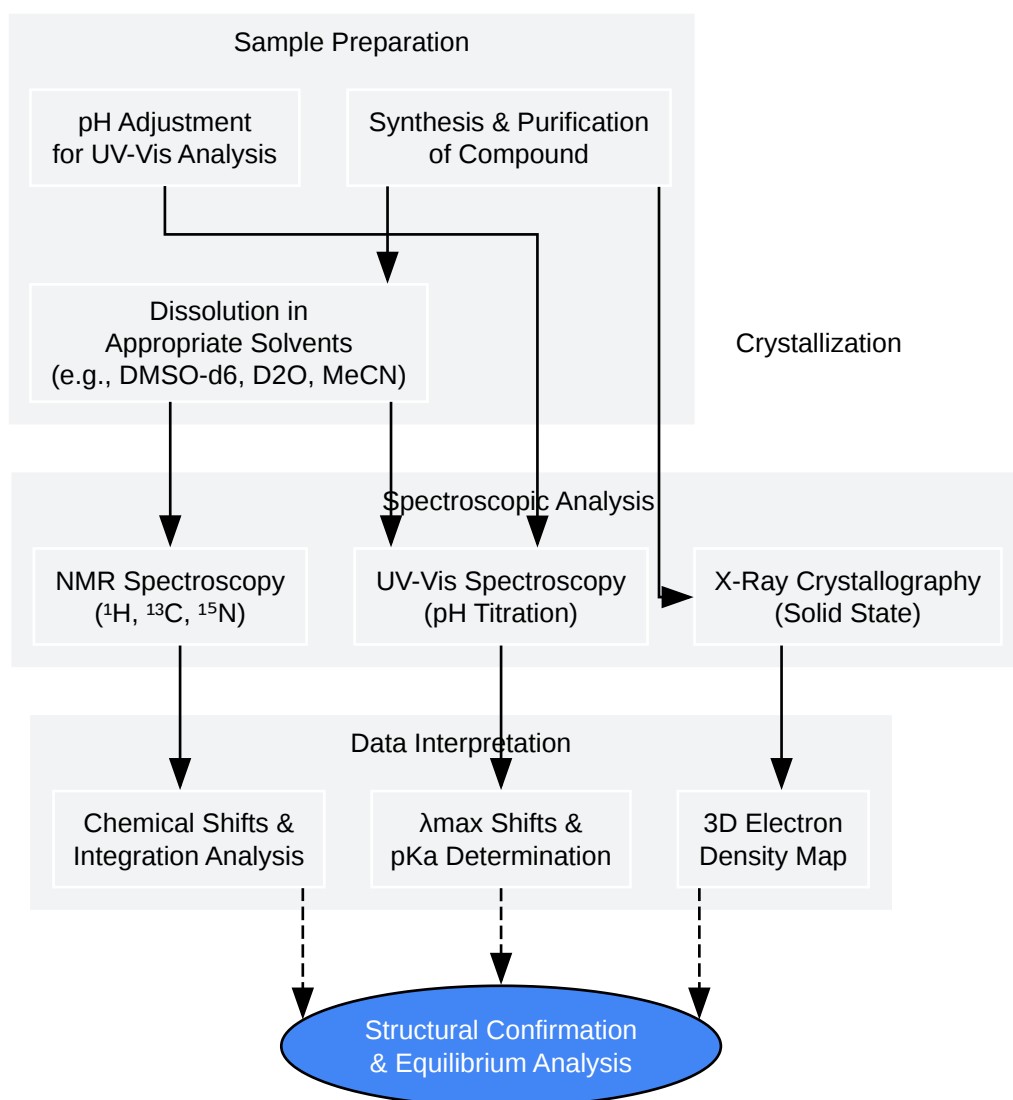 Sample Preparation
pH Adjustment
for UV-Vis Analysis
Synthesis & Purification
of Compound
Dissolution in
Appropriate Solvents
(e.g., DMSO-d6, D2O, MeCN)
Crystallization
Spectroscopic Analysis
NMR Spectroscopy
(¹H, ¹³C, ¹⁵N)
UV-Vis Spectroscopy
(pH Titration)
X-Ray Crystallography
(Solid State)
Data Interpretation
Chemical Shifts &
Integration Analysis
λmax Shifts &
pKa Determination
3D Electron
Density Map
Structural Confirmation
& Equilibrium Analysis